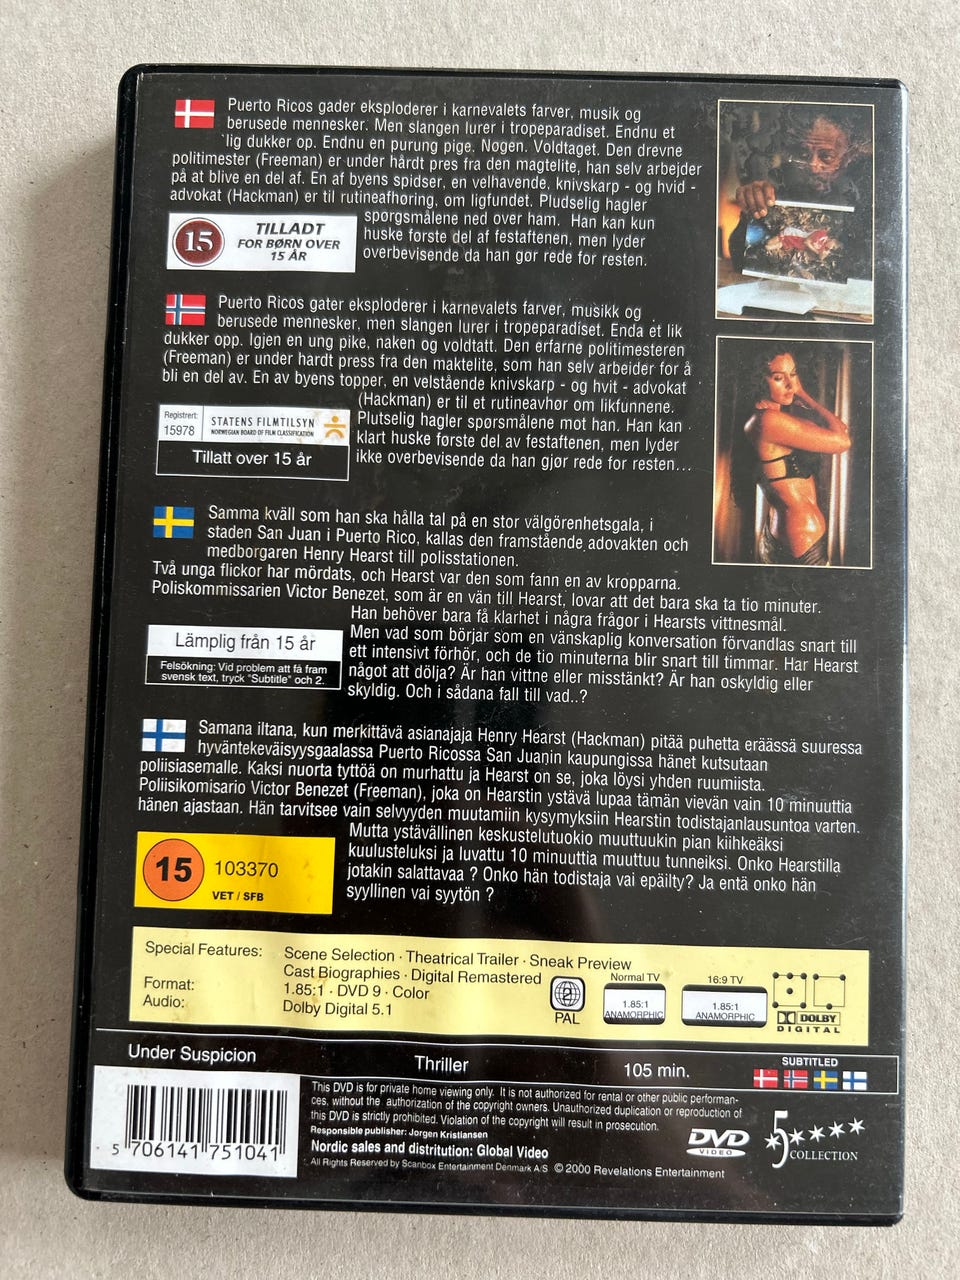 Puerto Ricos gader eksploderer i karnevalets farver, musik og
berusede mennesker. Men slangen lurer i tropeparadiset. Endnu et
lig dukker op. Endnu en purung pige. Nøgen. Voldtaget. Den drevne
politimester (Freeman) er under hårdt pres fra den magtelite, han selv arbejder
på at blive en del af. En af byens spidser, en velhavende, knivskarp - og hvid -
advokat (Hackman) er til rutineafhøring, om ligfundet. Pludselig hagler
spørgsmålene ned over ham. Han kan kun
huske første del af festaftenen, men lyder
overbevisende da han gør rede for resten.
15
TILLADT
FOR BØRN OVER
15 ÅR
Puerto Ricos gater eksploderer i karnevalets farver, musikk og
berusede mennesker, men slangen lurer i tropeparadiset. Enda et lik
dukker opp. Igjen en ung pike, naken og voldtatt. Den erfarne politimesteren
(Freeman) er under hardt press fra den maktelite, som han selv arbeider for å
bli en del av. En av byens topper, en velstående knivskarp - og hvit - advokat
(Hackman) er til et rutineavhør om likfunnene.
Plutselig hagler spørsmålene mot han. Han kan
klart huske første del av festaftenen, men lyder
ikke overbevisende da han gjør rede for resten...
Registrert:
15978
STATENS FILMTILSYN
NORWEGIAN BOARD OF FILM CLASSIFICATION
Tillatt over 15 år
Samma kväll som han ska hålla tal på en stor välgörenhetsgala, i
staden San Juan i Puerto Rico, kallas den framstående adovakten och
medborgaren Henry Hearst till polisstationen.
Två unga flickor har mördats, och Hearst var den som fann en av kropparna.
Poliskommissarien Victor Benezet, som är en vän till Hearst, lovar att det bara ska ta tio minuter.
Han behöver bara få klarhet i några frågor i Hearsts vittnesmål.
Men vad som börjar som en vänskaplig konversation förvandlas snart till
ett intensivt förhör, och de tio minuterna blir snart till timmar. Har Hearst
något att dölja? Är han vittne eller misstänkt? Är han oskyldig eller
skyldig. Och i sådana fall till vad..?
Lämplig från 15 år
Felsökning: Vid problem att få fram
svensk text, tryck "Subtitle" och 2.
Samana iltana, kun merkittävä asianajaja Henry Hearst (Hackman) pitää puhetta eräässä suuressa
hyväntekeväisyysgaalassa Puerto Ricossa San Juanin kaupungissa hänet kutsutaan
poliisiasemalle. Kaksi nuorta tyttöä on murhattu ja Hearst on se, joka löysi yhden ruumiista.
Poliisikomisario Victor Benezet (Freeman), joka on Hearstin ystävä lupaa tämän vievän vain 10 minuuttia
hänen ajastaan. Hän tarvitsee vain selvyyden muutamiin kysymyksiin Hearstin todistajanlausuntoa varten.
Mutta ystävällinen keskustelutuokio muuttuukin pian kiihkeäksi
kuulusteluksi ja luvattu 10 minuuttia muuttuu tunneiksi. Onko Hearstilla
jotakin salattavaa ? Onko hän todistaja vai epäilty? Ja entä onko hän
syyllinen vai syytön ?
15
103370
VET / SFB
Special Features: Scene Selection · Theatrical Trailer · Sneak Preview
Cast Biographies · Digital Remastered
Format: 1.85:1 · DVD 9 · Color
Audio: Dolby Digital 5.1
2
PAL
Normal TV
1.85:1
ANAMORPHIC
16:9 TV
1.85:1
ANAMORPHIC
DOLBY
DIGITAL
Under Suspicion
Thriller
105 min.
SUBTITLED
5 706141 751041
This DVD is for private home viewing only. It is not authorized for rental or other public performan-
ces, without the authorization of the copyright owners. Unauthorized duplication or reproduction of
this DVD is strictly prohibited. Violation of the copyright will result in prosecution.
Responsible publisher: Jorgen Kristiansen
Nordic sales and distritution: Global Video
All Rights Reserved by Scanbox Entertainment Denmark A/S © 2000 Revelations Entertainment
DVD
VIDEO
5
COLLECTION